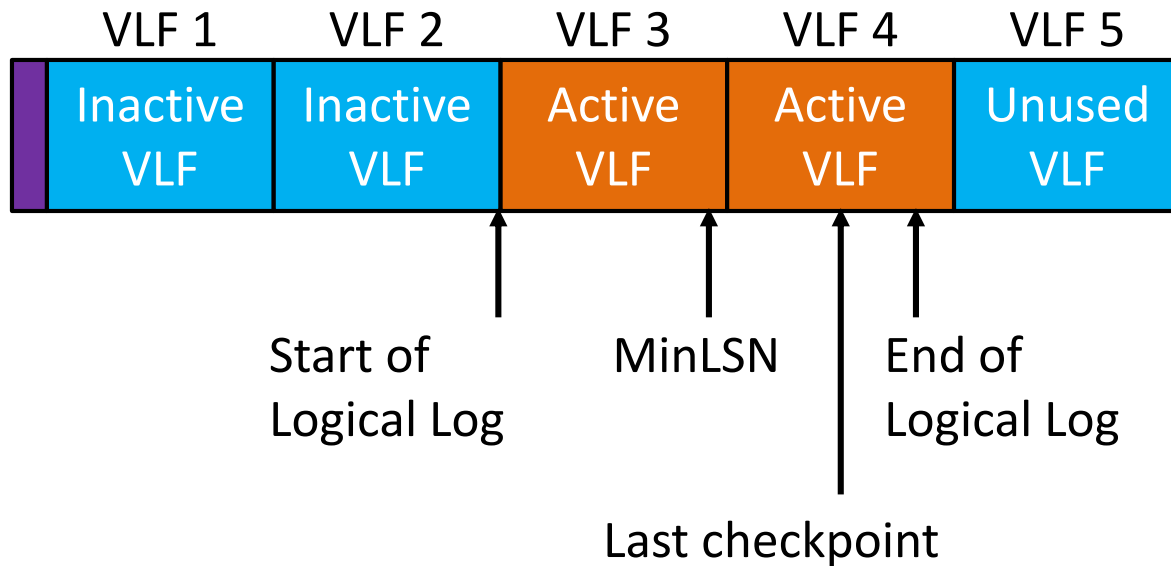 VLF 1 VLF 2 VLF 3 VLF 4 VLF 5
Inactive Inactive Active Active Unused
VLF VLF VLF VLF VLF
Start of MinLSN End of
Logical Log Logical Log
Last checkpoint